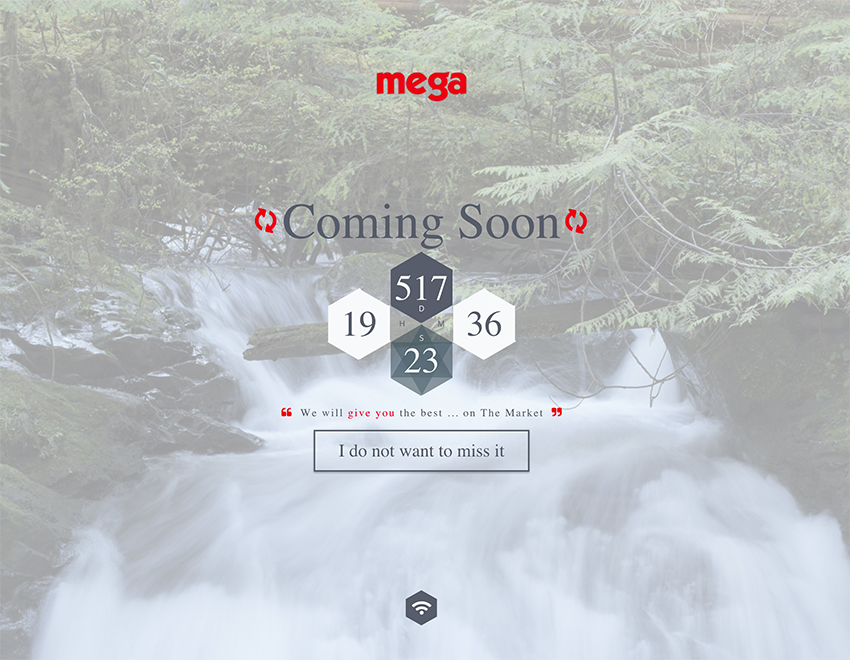 mega
Coming Soon
517
D
19
H
M
36
S
23
We will give you the best ... on The Market
I do not want to miss it